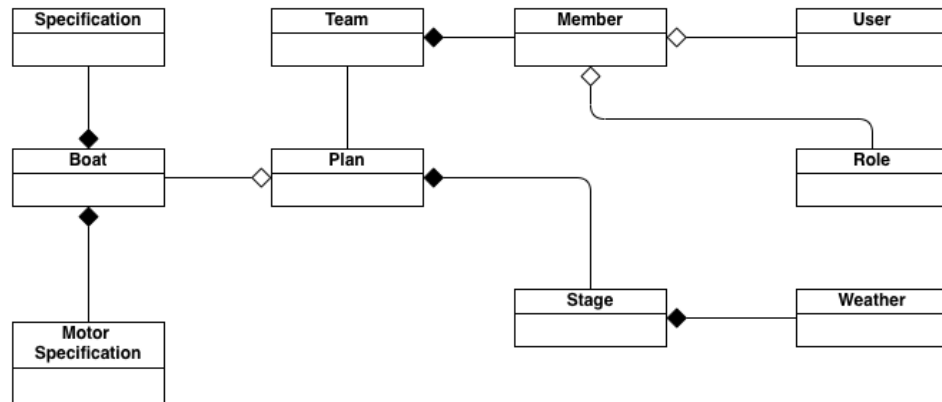 Specification
Team
Member
User
Boat
Plan
Role
Stage
Weather
Motor
Specification